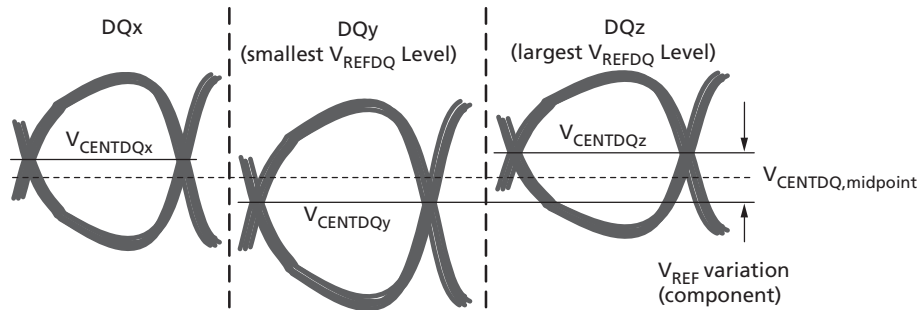 DQx
DQy
(smallest VREFDQ Level)
DQz
(largest VREFDQ Level)
VCENTDQx
VCENTDQy
VCENTDQz
VCENTDQ,midpoint
VREF variation
(component)